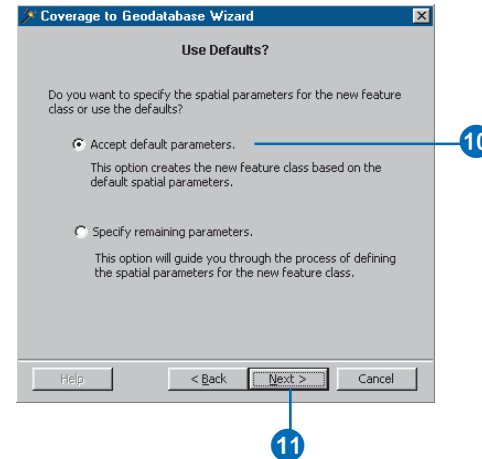 Coverage to Geodatabase Wizard
Use Defaults?
Do you want to specify the spatial parameters for the new feature
class or use the defaults?
Accept default parameters.
10
This option creates the new feature class based on the
default spatial parameters.
Specify remaining parameters.
This option will guide you through the process of defining
the spatial parameters for the new feature class.
Help
< Back
Next >
Cancel
11